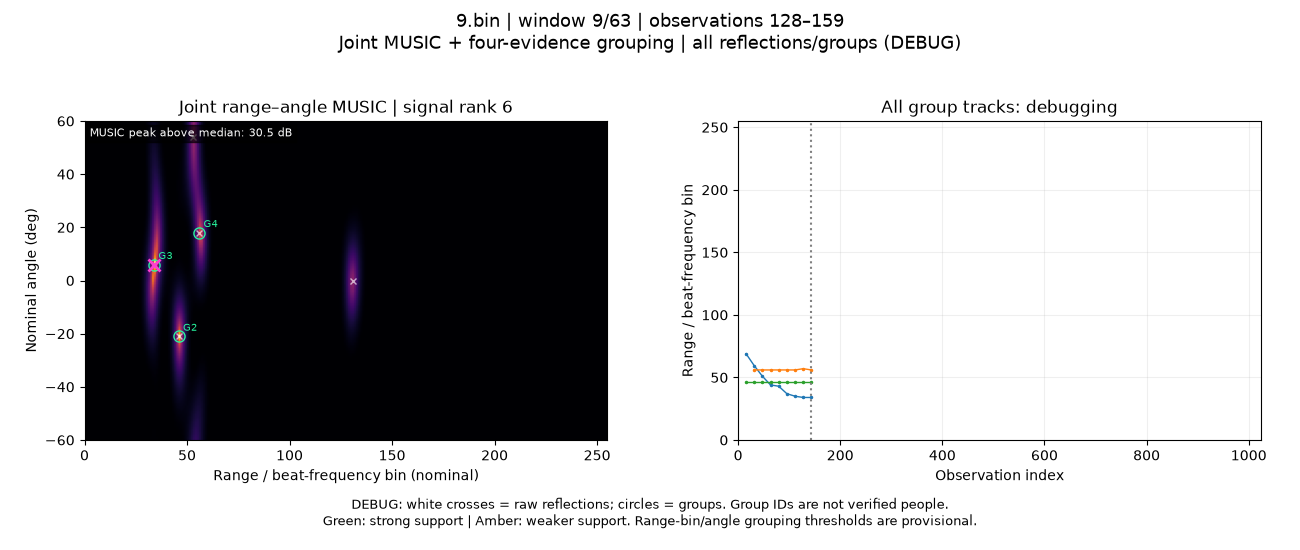 9.bin | window 9/63 | observations 128–159
Joint MUSIC + four-evidence grouping | all reflections/groups (DEBUG)
Joint range–angle MUSIC | signal rank 6
MUSIC peak above median: 30.5 dB
60
40
20
0
−20
−40
−60
Nominal angle (deg)
G4
G3
G2
0
50
100
150
200
250
Range / beat-frequency bin (nominal)
All group tracks: debugging
250
200
150
100
50
0
Range / beat-frequency bin
0
200
400
600
800
1000
Observation index
DEBUG: white crosses = raw reflections; circles = groups. Group IDs are not verified people.
Green: strong support | Amber: weaker support. Range-bin/angle grouping thresholds are provisional.